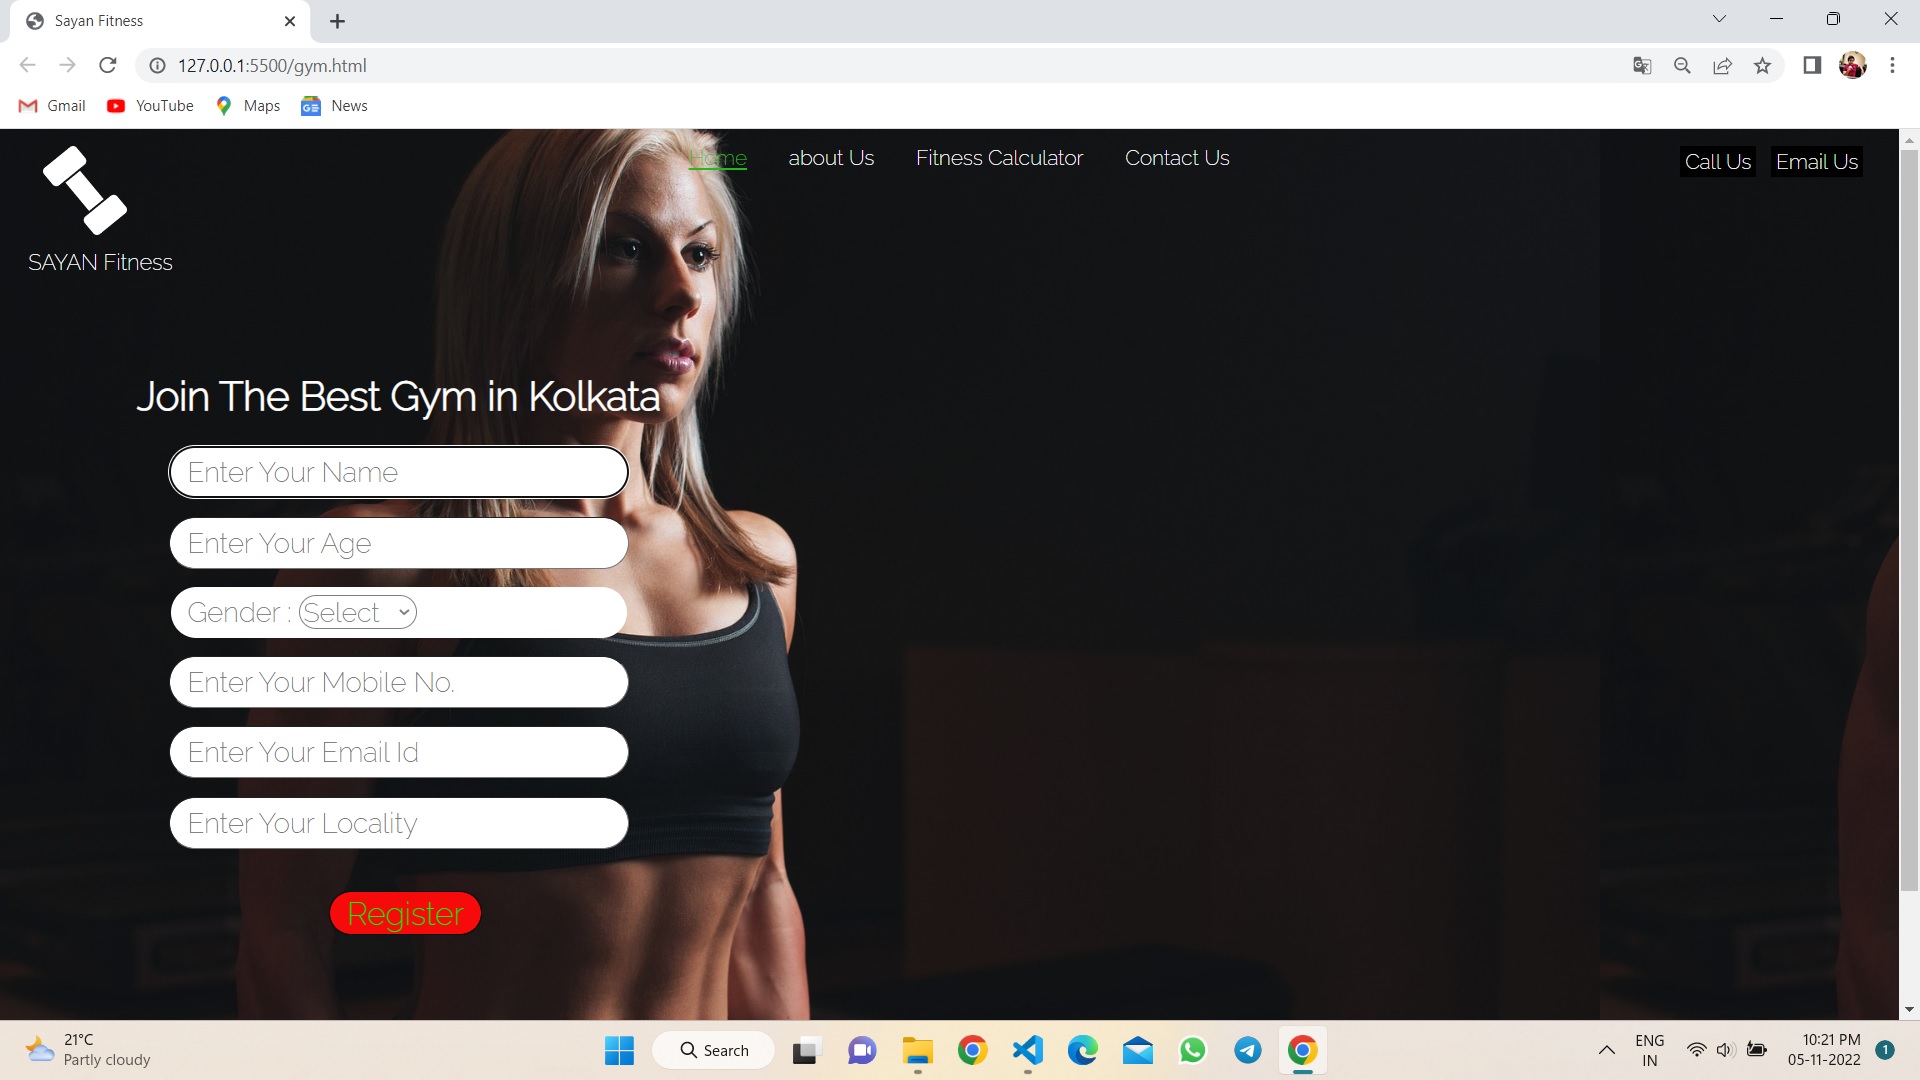 Sayan Fitness
127.0.0.1:5500/gym.html
Gmail YouTube Maps News
Home about Us Fitness Calculator Contact Us Call Us Email Us
SAYAN Fitness
Join The Best Gym in Kolkata
Enter Your Name
Enter Your Age
Gender : Select
Enter Your Mobile No.
Enter Your Email Id
Enter Your Locality
Register
21°C
Partly cloudy
Search
ENG
IN
10:21 PM
05-11-2022
1